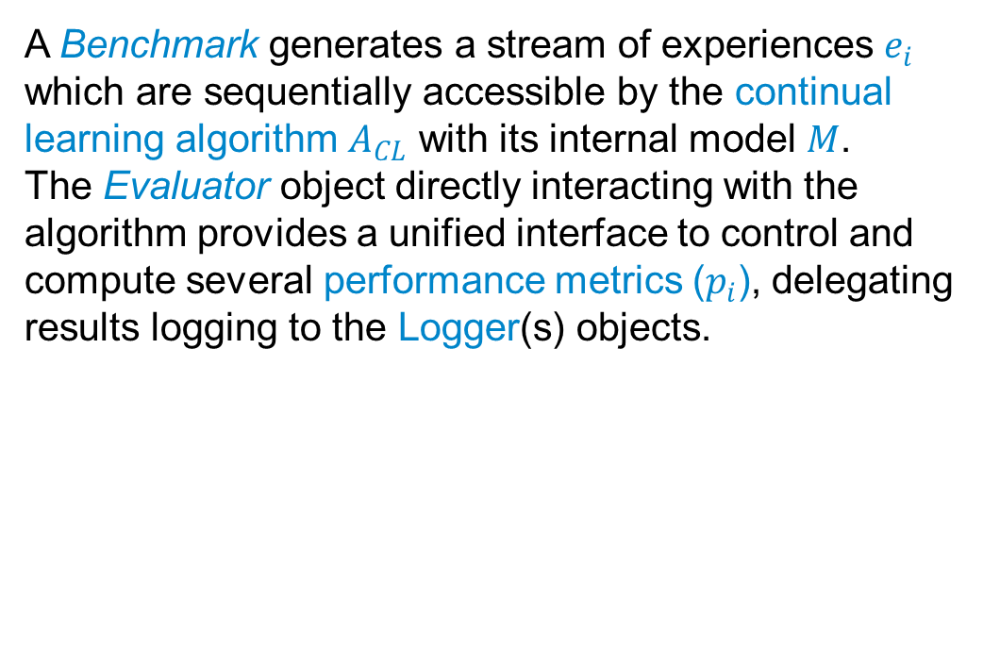 A Benchmark generates a stream of experiences e_i
which are sequentially accessible by the continual
learning algorithm A_CL with its internal model M.
The Evaluator object directly interacting with the
algorithm provides a unified interface to control and
compute several performance metrics (p_i), delegating
results logging to the Logger(s) objects.